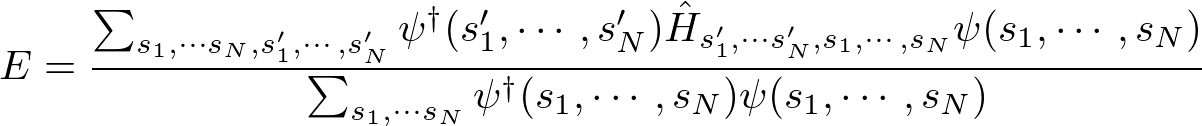 E = \frac{\sum_{s_1,\cdots s_N,s'_1,\cdots,s'_N} \psi^\dagger(s'_1,\cdots,s'_N)\hat{H}_{s'_1,\cdots s'_N,s_1,\cdots,s_N}\psi(s_1,\cdots,s_N)}{\sum_{s_1,\cdots s_N} \psi^\dagger(s_1,\cdots,s_N)\psi(s_1,\cdots,s_N)}